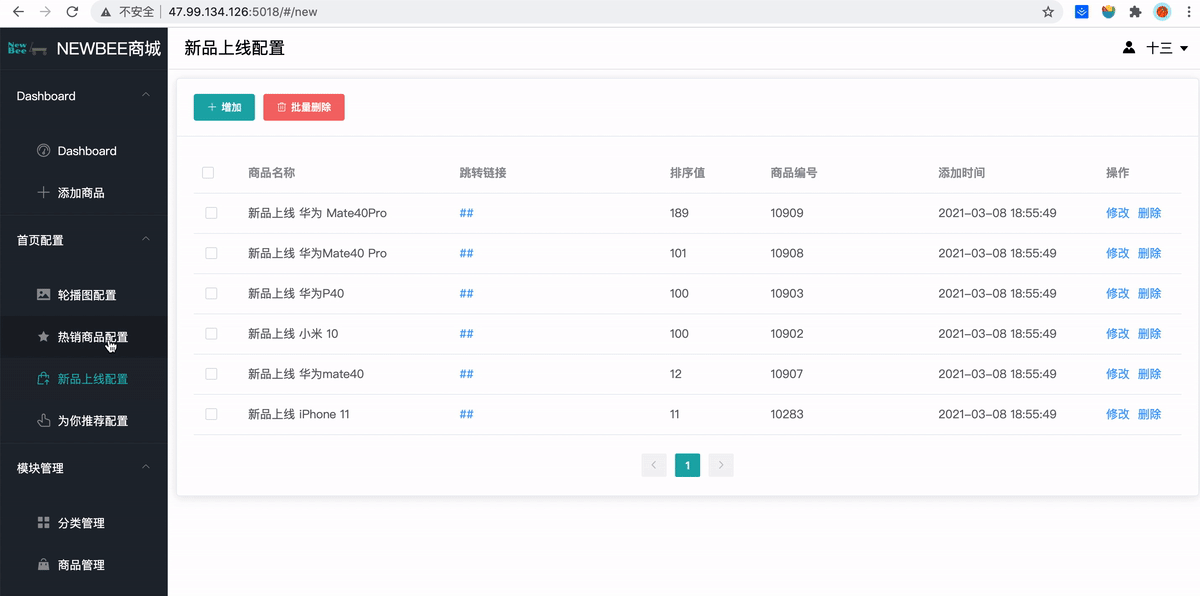 不安全 47.99.134.126:5018/#/new
New Bee NEWBEE商城
新品上线配置
十三
Dashboard
Dashboard
添加商品
首页配置
轮播图配置
热销商品配置
新品上线配置
为你推荐配置
模块管理
分类管理
商品管理
增加 批量删除
商品名称 跳转链接 排序值 商品编号 添加时间 操作
新品上线 华为 Mate40Pro ## 189 10909 2021-03-08 18:55:49 修改 删除
新品上线 华为Mate40 Pro ## 101 10908 2021-03-08 18:55:49 修改 删除
新品上线 华为P40 ## 100 10903 2021-03-08 18:55:49 修改 删除
新品上线 小米 10 ## 100 10902 2021-03-08 18:55:49 修改 删除
新品上线 华为mate40 ## 12 10907 2021-03-08 18:55:49 修改 删除
新品上线 iPhone 11 ## 11 10283 2021-03-08 18:55:49 修改 删除
1